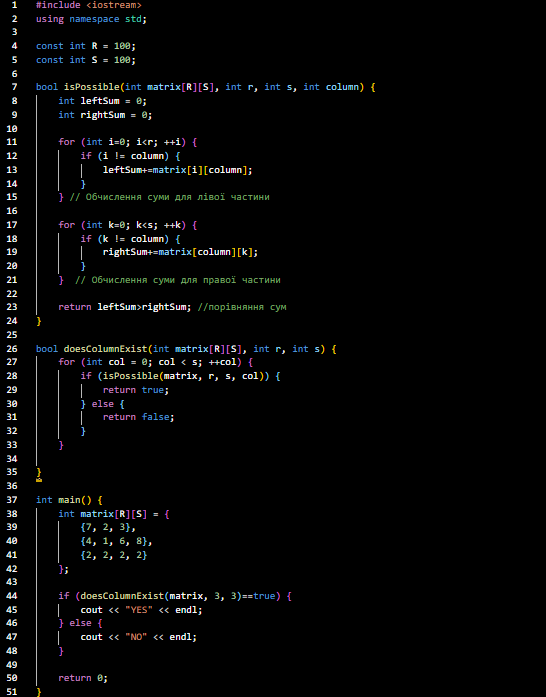 1 #include <iostream>
2 using namespace std;
3
4 const int R = 100;
5 const int S = 100;
6
7 bool isPossible(int matrix[R][S], int r, int s, int column) {
8     int leftSum = 0;
9     int rightSum = 0;
10
11     for (int i=0; i<r; ++i) {
12         if (i != column) {
13             leftSum+=matrix[i][column];
14         }
15     } // Обчислення суми для лівої частини
16
17     for (int k=0; k<s; ++k) {
18         if (k != column) {
19             rightSum+=matrix[column][k];
20         }
21     }  // Обчислення суми для правої частини
22
23     return leftSum>rightSum; //порівняння сум
24 }
25
26 bool doesColumnExist(int matrix[R][S], int r, int s) {
27     for (int col = 0; col < s; ++col) {
28         if (isPossible(matrix, r, s, col)) {
29             return true;
30         } else {
31             return false;
32         }
33     }
34
35 }
36
37 int main() {
38     int matrix[R][S] = {
39         {7, 2, 3},
40         {4, 1, 6, 8},
41         {2, 2, 2, 2}
42     };
43
44     if (doesColumnExist(matrix, 3, 3)==true) {
45         cout << "YES" << endl;
46     } else {
47         cout << "NO" << endl;
48     }
49
50     return 0;
51 }